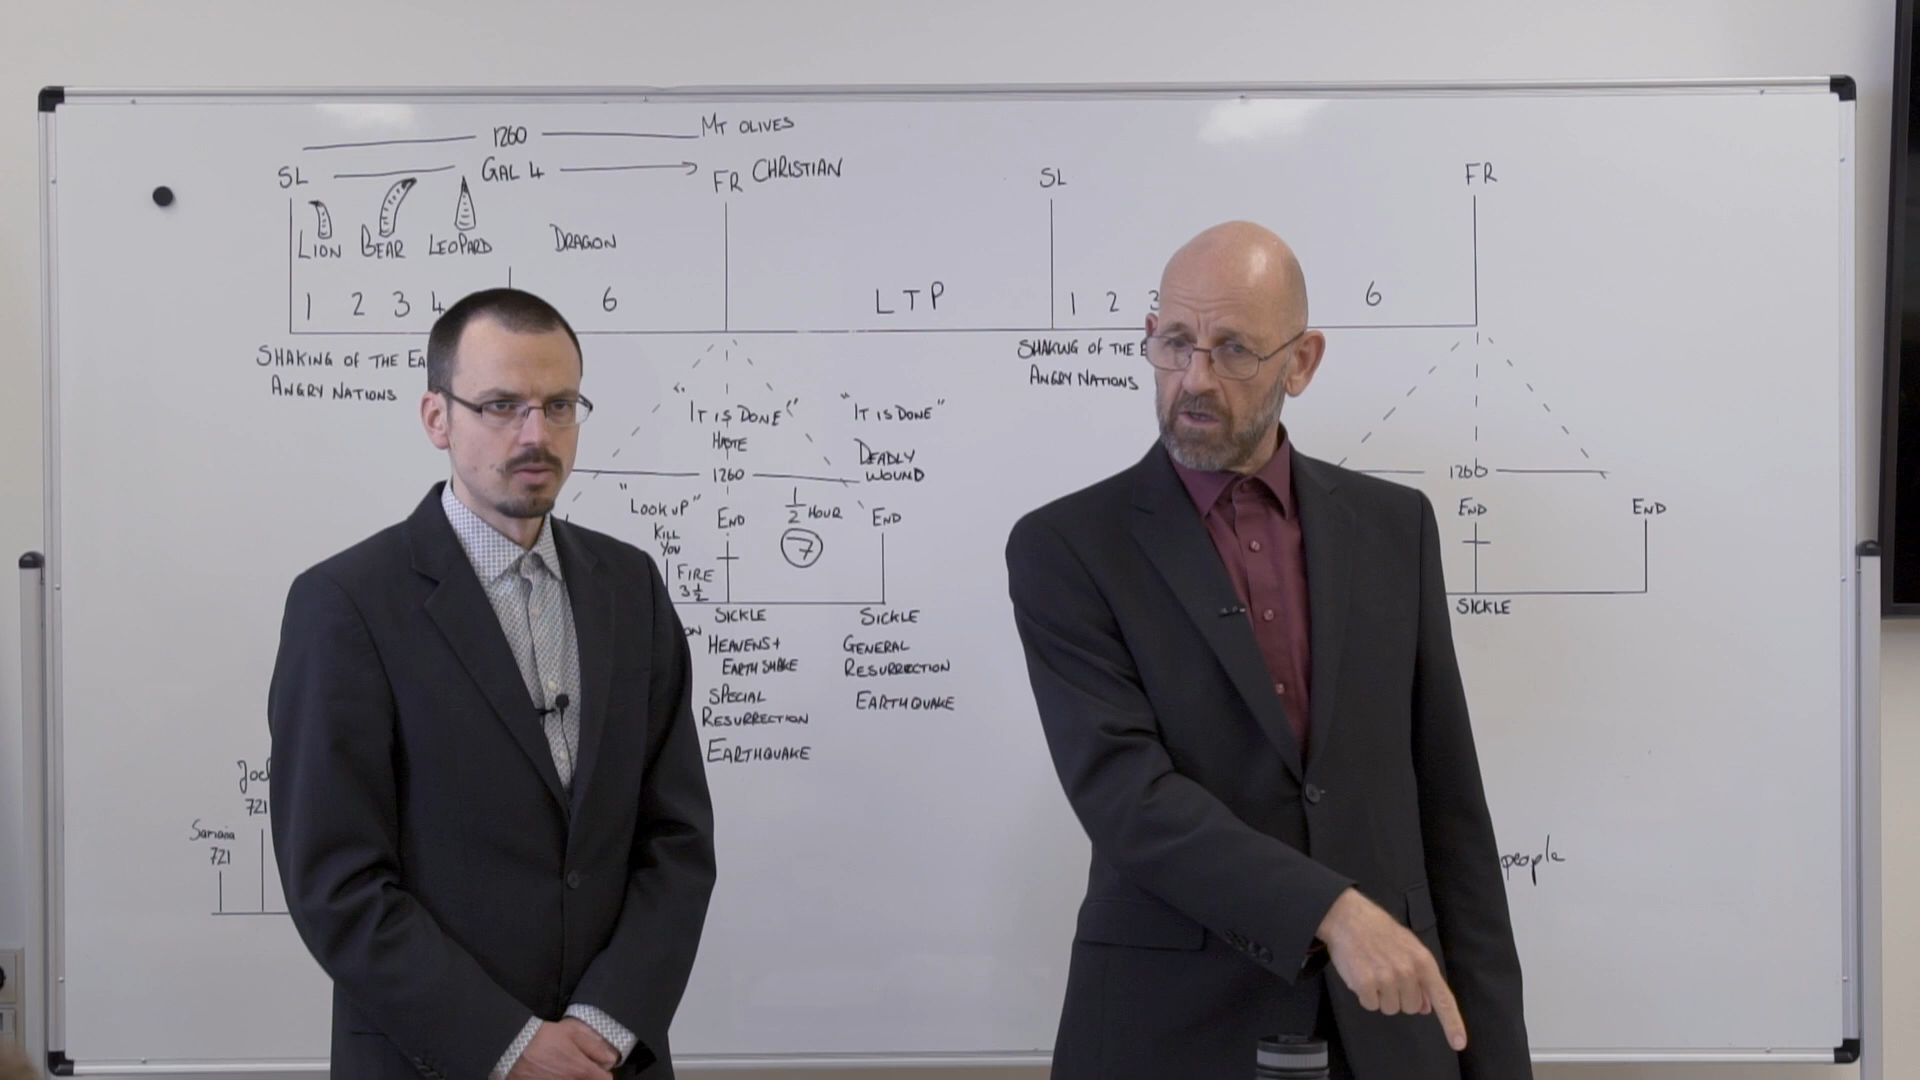 1260 MT OLIVES
SL GAL 4 FR CHRISTIAN SL FR
LION BEAR LEOPARD DRAGON
1 2 3 4 6 LTP 1 2 3 6
SHAKING OF THE EA SHAKING OF THE E
ANGRY NATIONS ANGRY NATIONS
"IT IS DONE" "IT IS DONE"
HASTE
DEADLY
WOUND
1260 1260
"LOOK UP"
KILL
YOU
END 1/2 HOUR END END END
7
FIRE
3 1/2
ON
SICKLE SICKLE SICKLE
HEAVENS +
EARTH SHAKE
GENERAL
RESURRECTION
SPECIAL
RESURRECTION
EARTHQUAKE
EARTHQUAKE
721
721
people